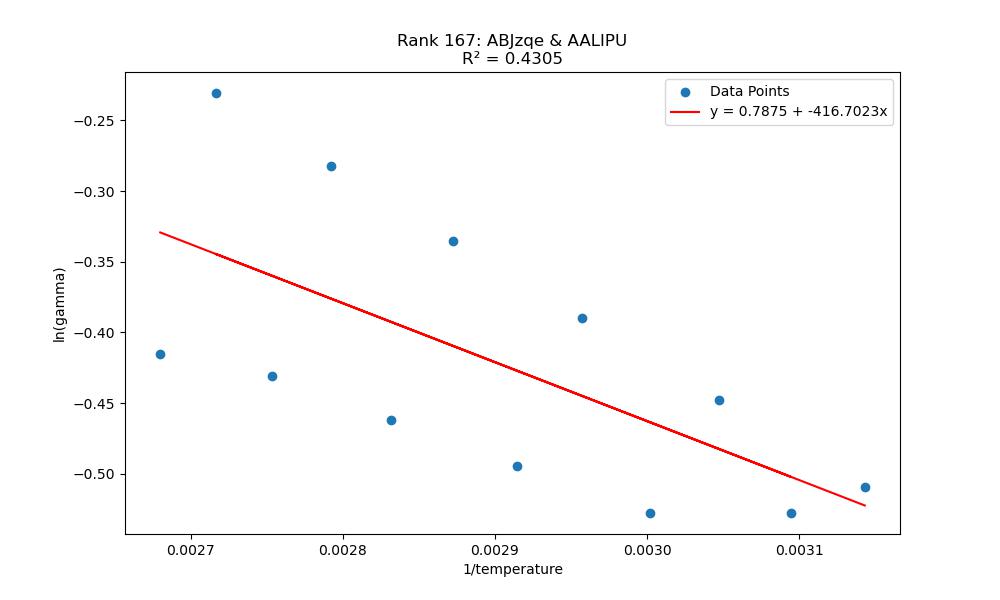 Rank 167: ABJzqe & AALIPU
R² = 0.4305
Data Points
y = 0.7875 + -416.7023x
ln(gamma)
−0.25
−0.30
−0.35
−0.40
−0.45
−0.50
0.0027 0.0028 0.0029 0.0030 0.0031
1/temperature